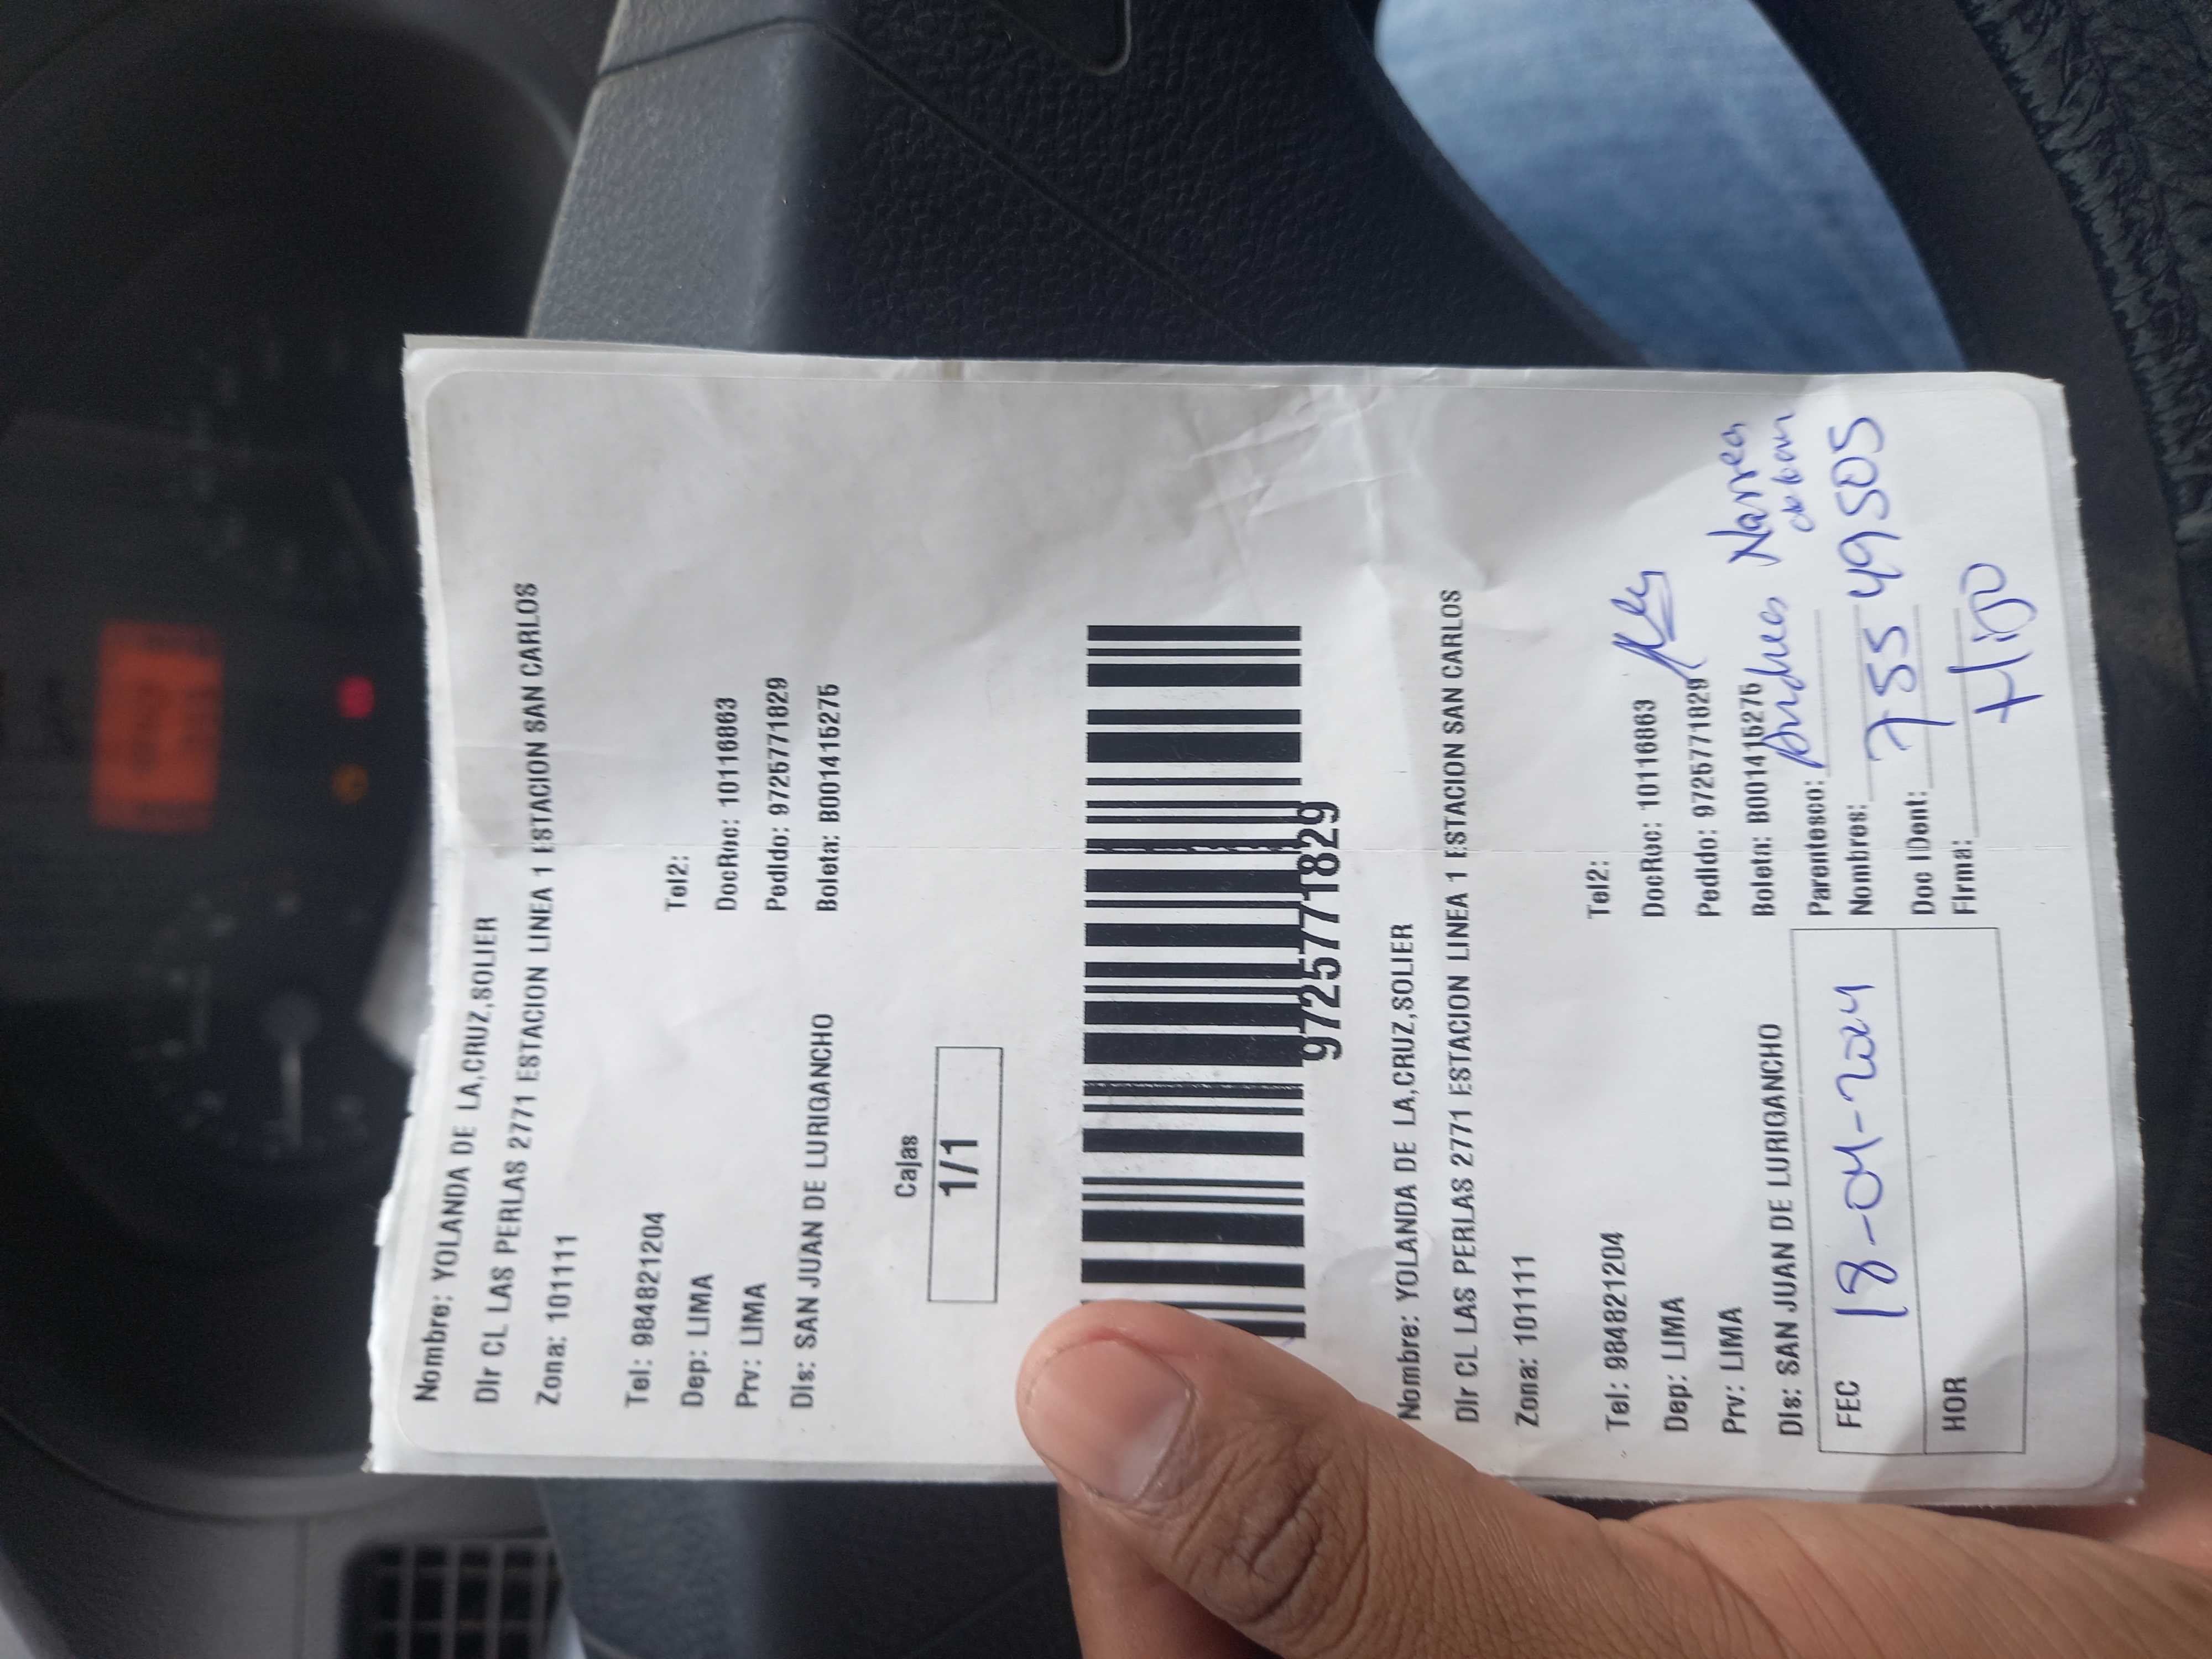 Nombre: YOLANDA DE LA,CRUZ,SOLIER
Dir CL LAS PERLAS 2771 ESTACION LINEA 1 ESTACION SAN CARLOS
Zona: 101111
Tel: 984821204
Tel2:
Dep: LIMA
DocRoc: 10116863
Prv: LIMA
Pedido: 9725771829
Dis: SAN JUAN DE LURIGANCHO
Boleta: B001415275
Cajas
1/1
9725771829
Nombre: YOLANDA DE LA,CRUZ,SOLIER
Dir CL LAS PERLAS 2771 ESTACION LINEA 1 ESTACION SAN CARLOS
Zona: 101111
Tel: 984821204
Tel2:
Dep: LIMA
DocRoc: 10116863
Prv: LIMA
Pedido: 9725771829
Dis: SAN JUAN DE LURIGANCHO
Boleta: B001415275
FEC 18-04-2024
HOR
Parentesco:
Nombres: 75549505
Doc IDent:
Firma: Hijo